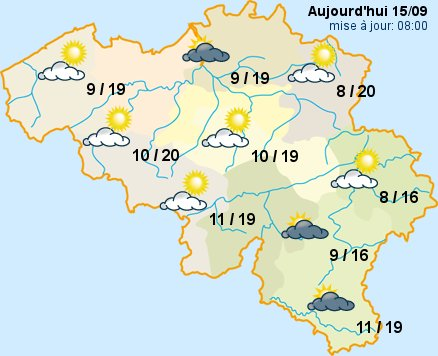 Aujourd'hui 15/09
mise à jour: 08:00
9 / 19
9 / 19
8 / 20
10 / 20
10 / 19
8 / 16
11 / 19
9 / 16
11 / 19